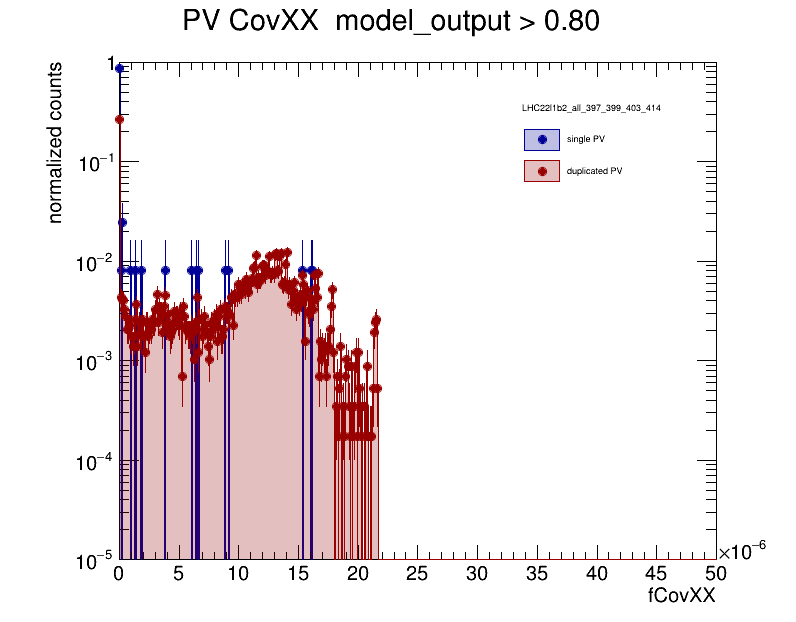 PV CovXX model_output > 0.80
normalized counts
LHC22l1b2_all_397_399_403_414
single PV
duplicated PV
1
10⁻¹
10⁻²
10⁻³
10⁻⁴
10⁻⁵
0 5 10 15 20 25 30 35 40 45 50
×10⁻⁶
fCovXX